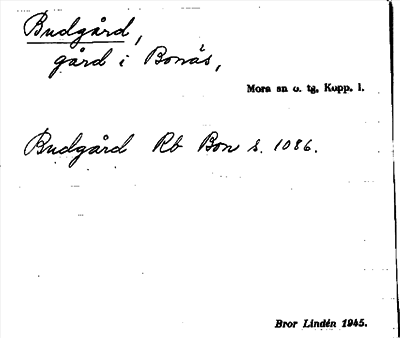 Budgård,
gård i Bonäs,
Mora sn o. tg, Kopp. l.
Budgård Rb Bon s. 1086.
Bror Lindén 1945.